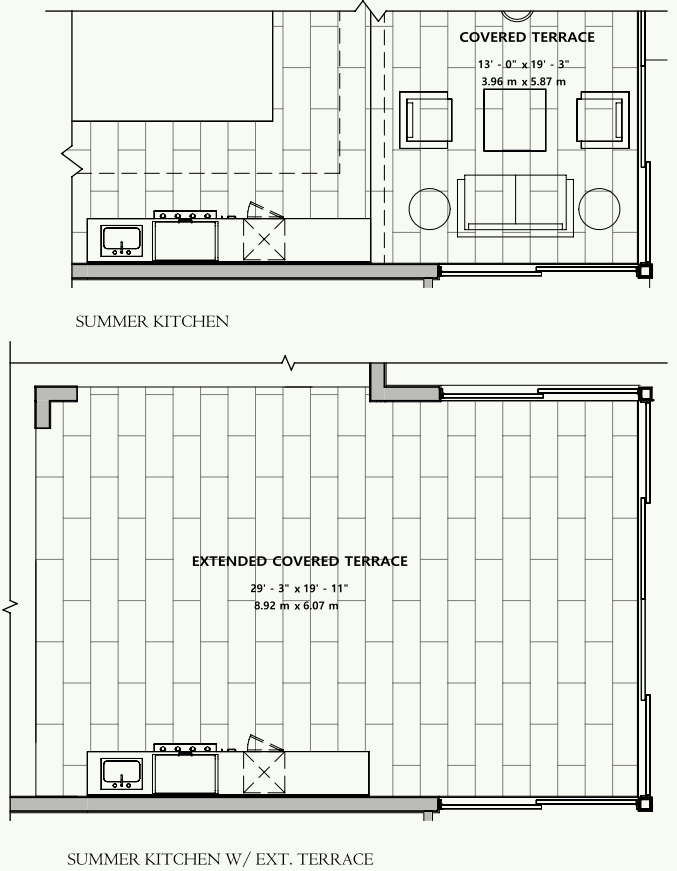 COVERED TERRACE
13' - 0" x 19' - 3"
3.96 m x 5.87 m
SUMMER KITCHEN
EXTENDED COVERED TERRACE
29' - 3" x 19' - 11"
8.92 m x 6.07 m
SUMMER KITCHEN W/ EXT. TERRACE